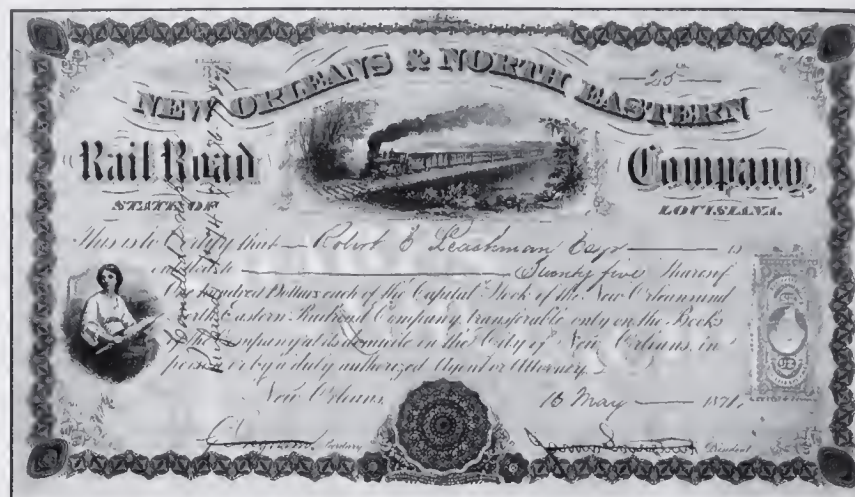 25
NEW ORLEANS & NORTH EASTERN
Rail Road Company
STATE OF LOUISIANA.
This is to Certify that Robert E Leachman Esqr is
entitled to Twenty five Shares of
One hundred Dollars each of the Capital Stock of the New Orleans and
North Eastern Railroad Company, transferable only on the Books
of the Company at its domicile in the City of New Orleans, in
person or by a duly authorized Agent or Attorney.
New Orleans, 16 May 1871.
Secretary President